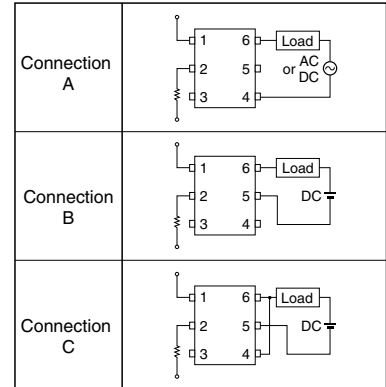 Connection
A
1 6 Load
2 5 or AC
DC
3 4
Connection
B
1 6 Load
2 5 DC
3 4
Connection
C
1 6 Load
2 5 DC
3 4